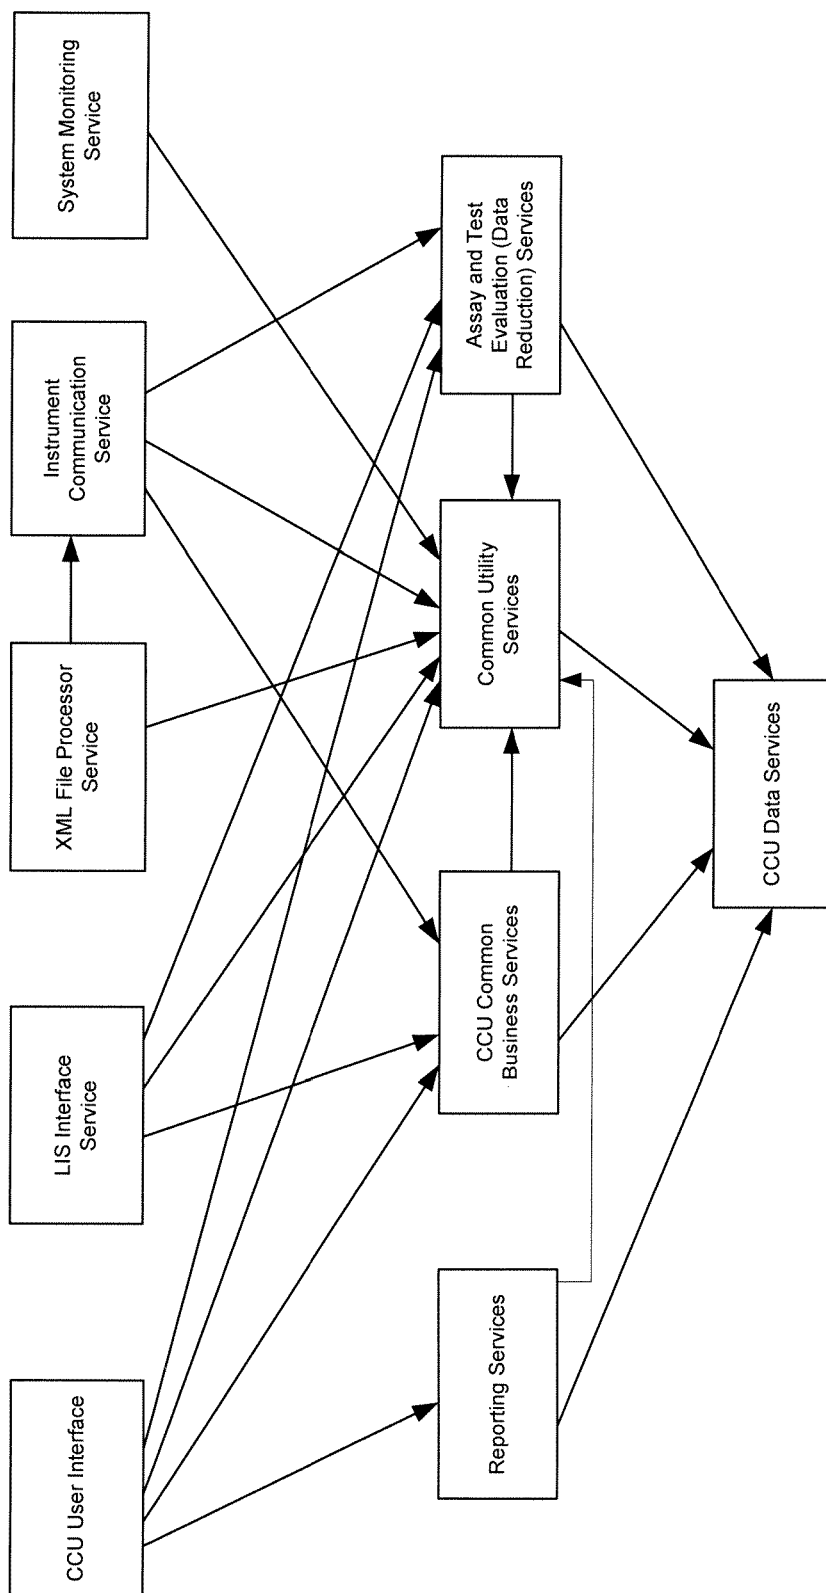 CCU User Interface
LIS Interface
Service
XML File Processor
Service
Instrument
Communication
Service
System Monitoring
Service
Reporting Services
CCU Common
Business Services
Common Utility
Services
Assay and Test
Evaluation (Data
Reduction) Services
CCU Data Services